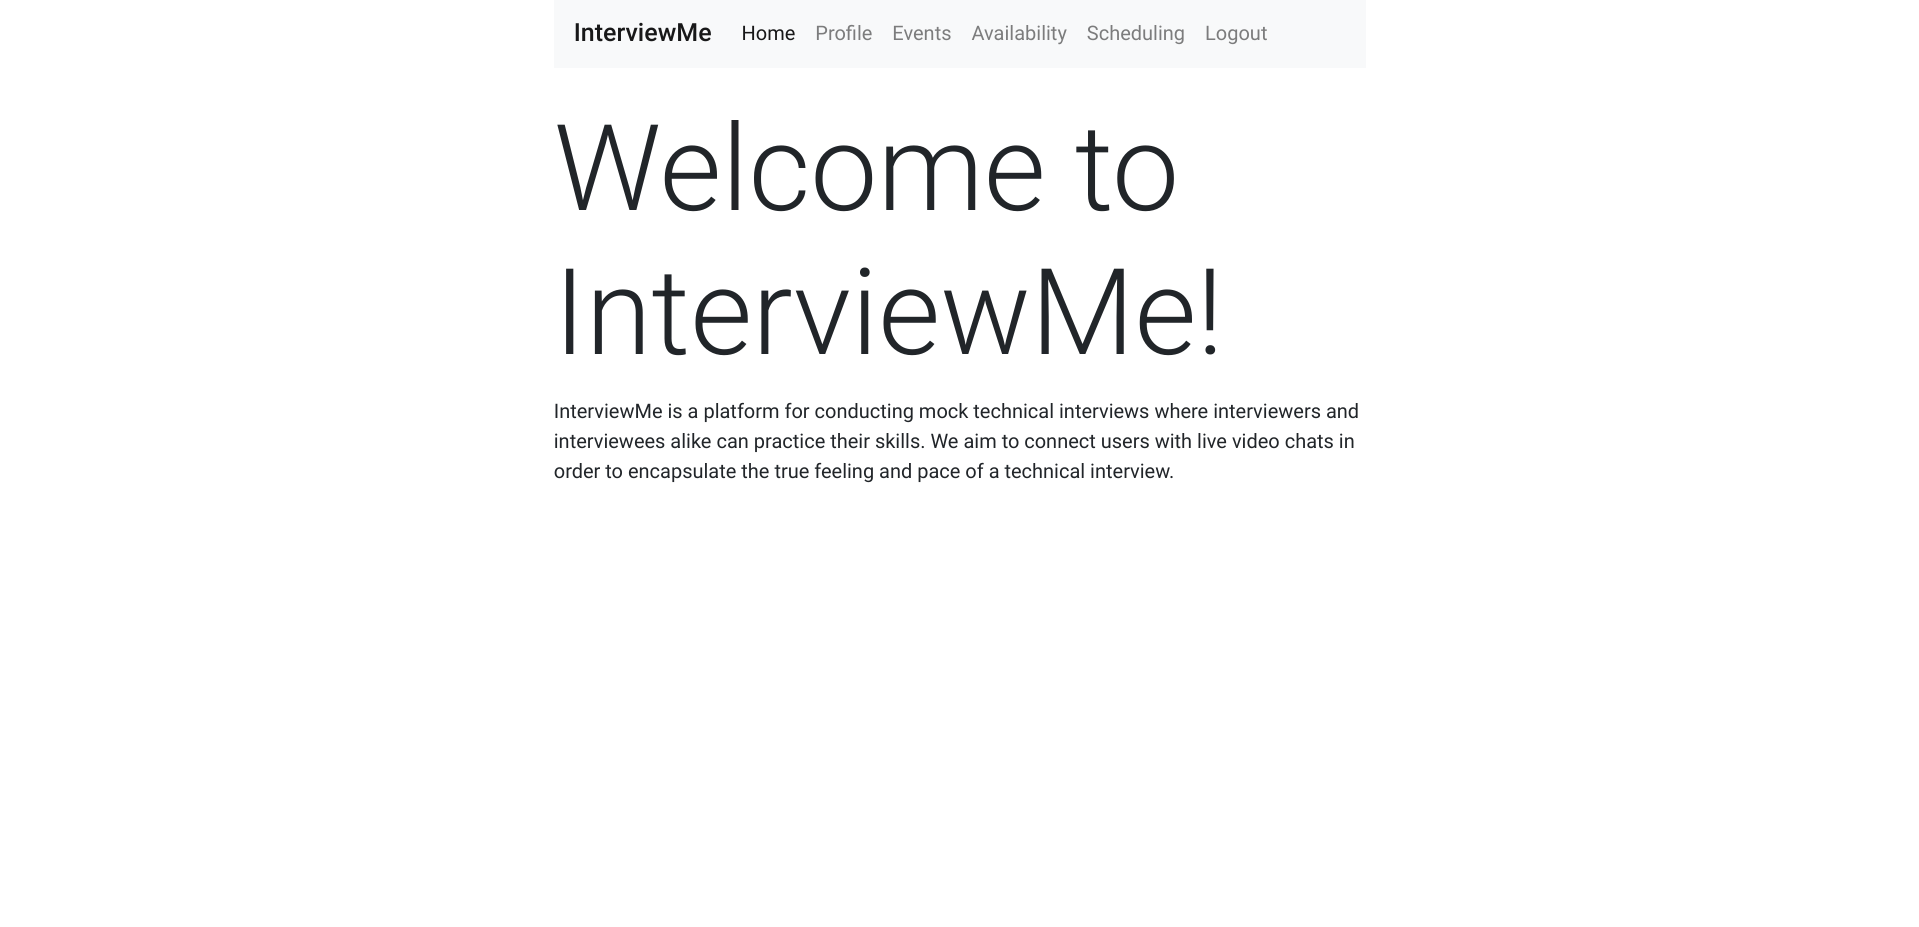 InterviewMe Home Profile Events Availability Scheduling Logout
Welcome to
InterviewMe!
InterviewMe is a platform for conducting mock technical interviews where interviewers and
interviewees alike can practice their skills. We aim to connect users with live video chats in
order to encapsulate the true feeling and pace of a technical interview.